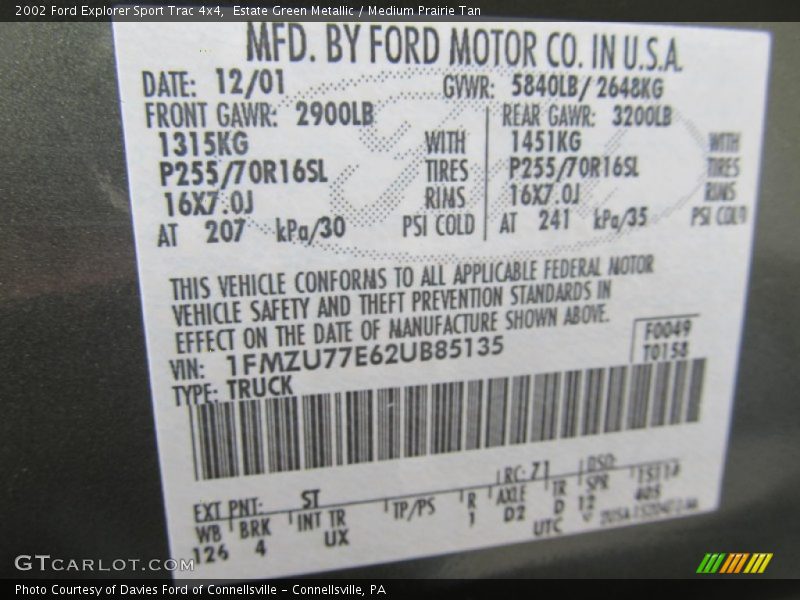 2002 Ford Explorer Sport Trac 4x4, Estate Green Metallic / Medium Prairie Tan
MFD. BY FORD MOTOR CO. IN U.S.A.
DATE: 12/01 GVWR: 5840LB/2648KG
FRONT GAWR: 2900LB REAR GAWR: 3200LB
1315KG WITH 1451KG WITH
P255/70R16SL TIRES P255/70R16SL TIRES
16X7.0J RIMS 16X7.0J RIMS
AT 207 kPa/30 PSI COLD AT 241 kPa/35 PSI COLD
THIS VEHICLE CONFORMS TO ALL APPLICABLE FEDERAL MOTOR
VEHICLE SAFETY AND THEFT PREVENTION STANDARDS IN
EFFECT ON THE DATE OF MANUFACTURE SHOWN ABOVE.
VIN: 1FMZU77E62UB85135 F0049
TYPE: TRUCK T0158
EXT PNT: ST RC: 71 DSO:
WB BRK INT TR TP/PS R AXLE TR SPR
126 4 UX 1 D2 D 12
UTC
GTCARLOT.COM
Photo Courtesy of Davies Ford of Connellsville - Connellsville, PA